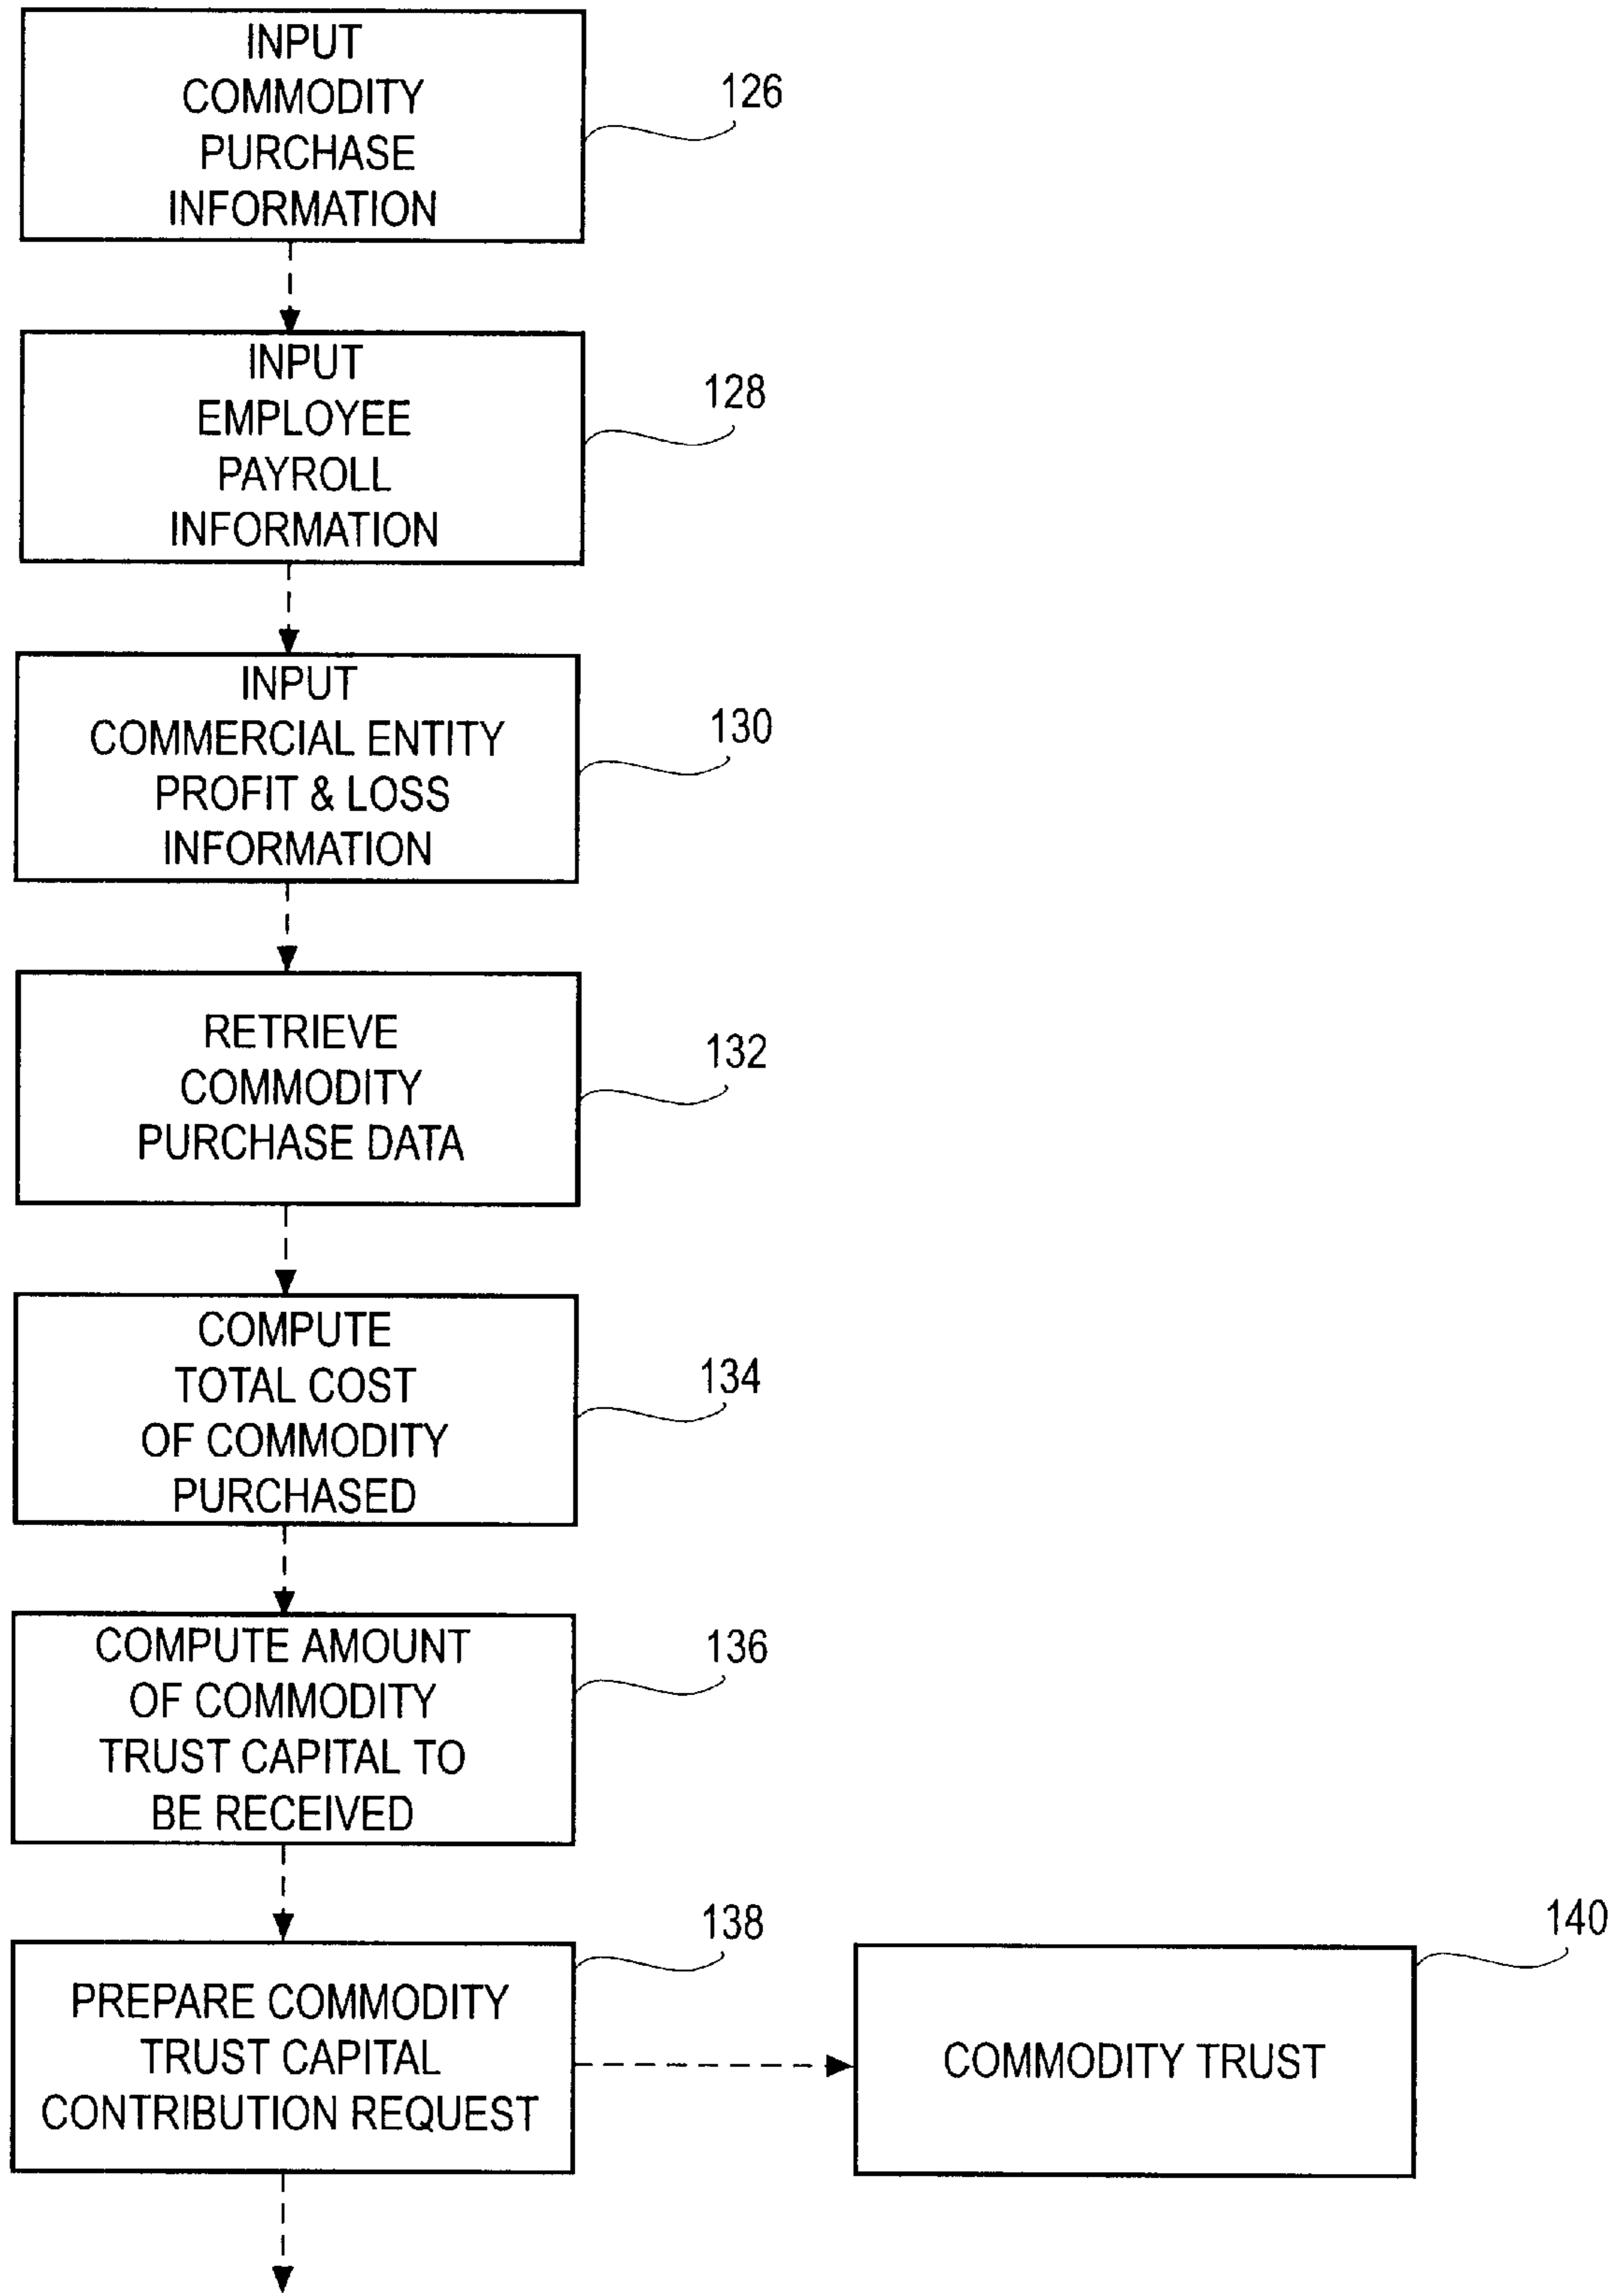 INPUT
COMMODITY
PURCHASE
INFORMATION
126
INPUT
EMPLOYEE
PAYROLL
INFORMATION
128
INPUT
COMMERCIAL ENTITY
PROFIT & LOSS
INFORMATION
130
RETRIEVE
COMMODITY
PURCHASE DATA
132
COMPUTE
TOTAL COST
OF COMMODITY
PURCHASED
134
COMPUTE AMOUNT
OF COMMODITY
TRUST CAPITAL TO
BE RECEIVED
136
PREPARE COMMODITY
TRUST CAPITAL
CONTRIBUTION REQUEST
138
COMMODITY TRUST
140